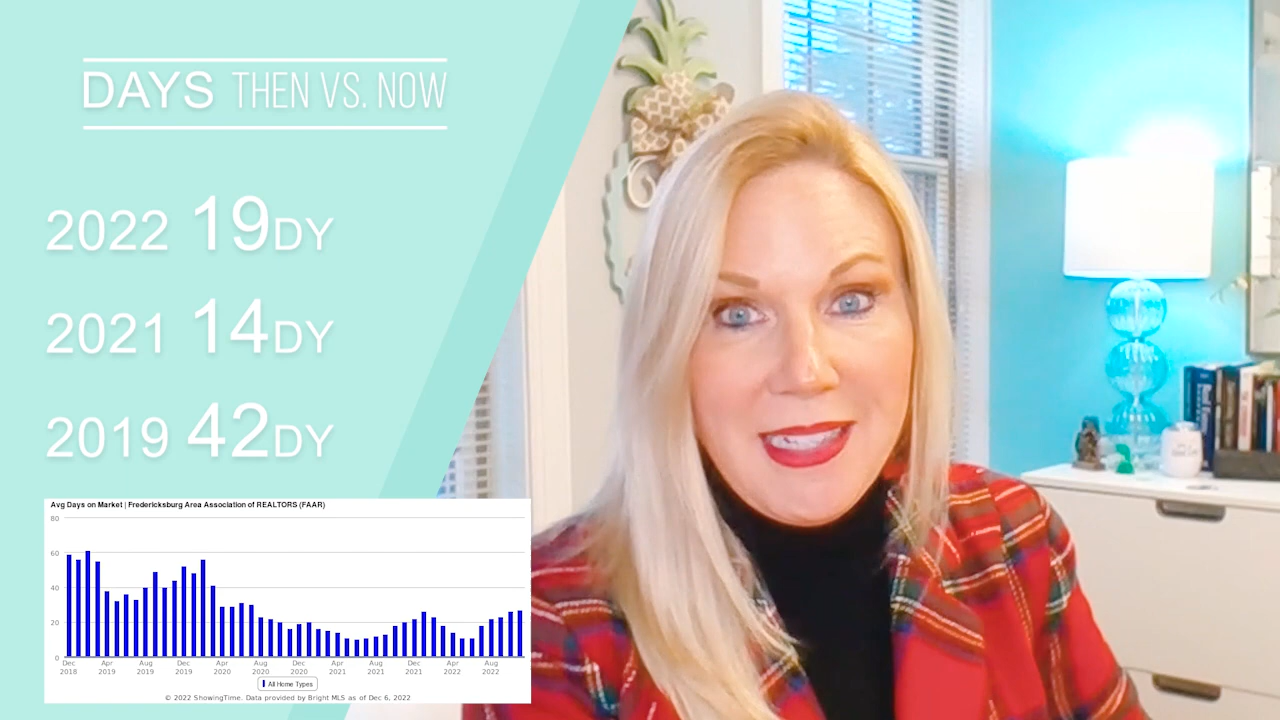 DAYS THEN VS. NOW
2022 19DY
2021 14DY
2019 42DY
Avg Days on Market | Fredericksburg Area Association of REALTORS (FAAR)
80
60
40
20
0
Dec Apr Aug Dec Apr Aug Dec Apr Aug Dec Apr Aug
2018 2019 2019 2019 2020 2020 2020 2021 2021 2021 2022 2022
All Home Types
© 2022 ShowingTime. Data provided by Bright MLS as of Dec 6, 2022